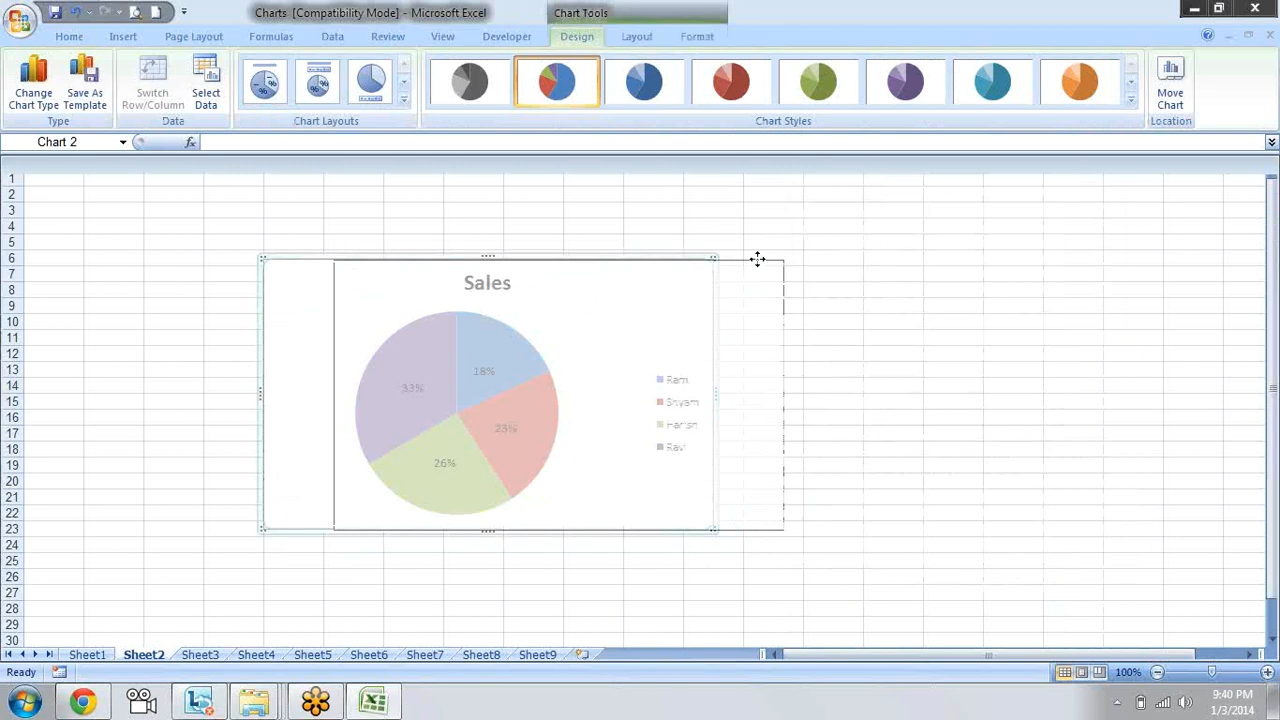 Charts [Compatibility Mode] - Microsoft Excel
Chart Tools
Home Insert Page Layout Formulas Data Review View Developer Design Layout Format
Change Chart Type
Save As Template
Switch Row/Column
Select Data
Move Chart
Type Data Chart Layouts Chart Styles Location
Chart 2
fx
1
2
3
4
5
6
7
8
9
10
11
12
13
14
15
16
17
18
19
20
21
22
23
24
25
26
27
28
29
30
Sales
18%
33%
23%
26%
Ram
Shyam
Harish
Ravi
Sheet1 Sheet2 Sheet3 Sheet4 Sheet5 Sheet6 Sheet7 Sheet8 Sheet9
Ready
100%
9:40 PM
1/3/2014